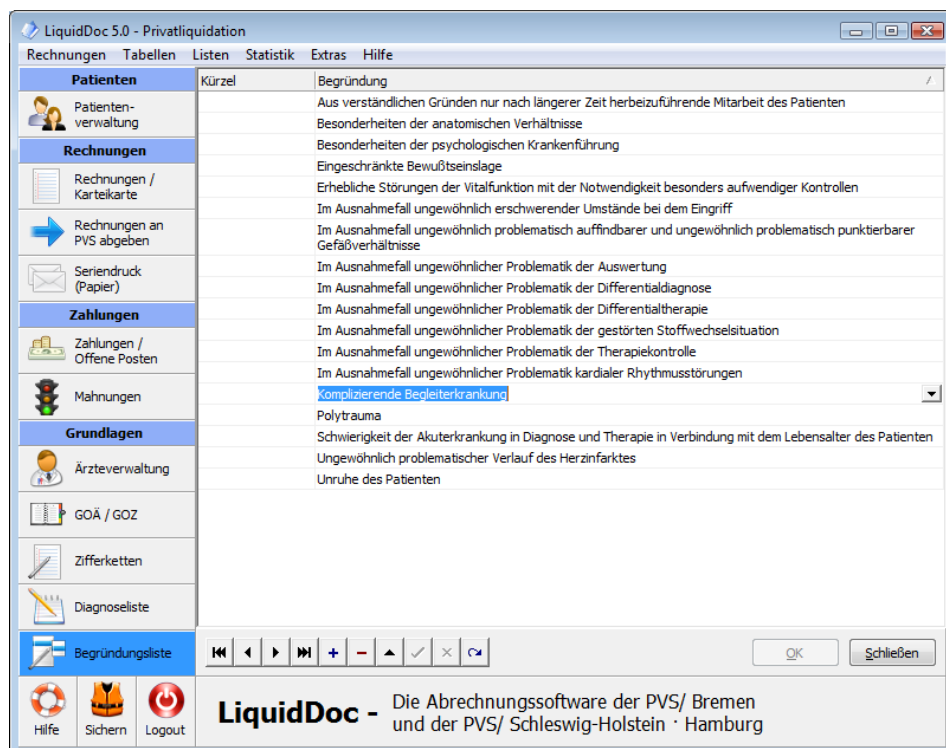 LiquidDoc 5.0 - Privatliquidation
Rechnungen Tabellen Listen Statistik Extras Hilfe
Patienten
Patienten-
verwaltung
Rechnungen
Rechnungen /
Karteikarte
Rechnungen an
PVS abgeben
Seriendruck
(Papier)
Zahlungen
Zahlungen /
Offene Posten
Mahnungen
Grundlagen
Ärzteverwaltung
GOÄ / GOZ
Zifferketten
Diagnoseliste
Begründungsliste
Kürzel Begründung
Aus verständlichen Gründen nur nach längerer Zeit herbeizuführende Mitarbeit des Patienten
Besonderheiten der anatomischen Verhältnisse
Besonderheiten der psychologischen Krankenführung
Eingeschränkte Bewußtseinslage
Erhebliche Störungen der Vitalfunktion mit der Notwendigkeit besonders aufwendiger Kontrollen
Im Ausnahmefall ungewöhnlich erschwerender Umstände bei dem Eingriff
Im Ausnahmefall ungewöhnlich problematisch auffindbarer und ungewöhnlich problematisch punktierbarer
Gefäßverhältnisse
Im Ausnahmefall ungewöhnlicher Problematik der Auswertung
Im Ausnahmefall ungewöhnlicher Problematik der Differentialdiagnose
Im Ausnahmefall ungewöhnlicher Problematik der Differentialtherapie
Im Ausnahmefall ungewöhnlicher Problematik der gestörten Stoffwechselsituation
Im Ausnahmefall ungewöhnlicher Problematik der Therapiekontrolle
Im Ausnahmefall ungewöhnlicher Problematik kardialer Rhythmusstörungen
Komplizierende Begleiterkrankung
Polytrauma
Schwierigkeit der Akuterkrankung in Diagnose und Therapie in Verbindung mit dem Lebensalter des Patienten
Ungewöhnlich problematischer Verlauf des Herzinfarktes
Unruhe des Patienten
OK Schließen
Hilfe Sichern Logout
LiquidDoc - Die Abrechnungssoftware der PVS/ Bremen
und der PVS/ Schleswig-Holstein · Hamburg